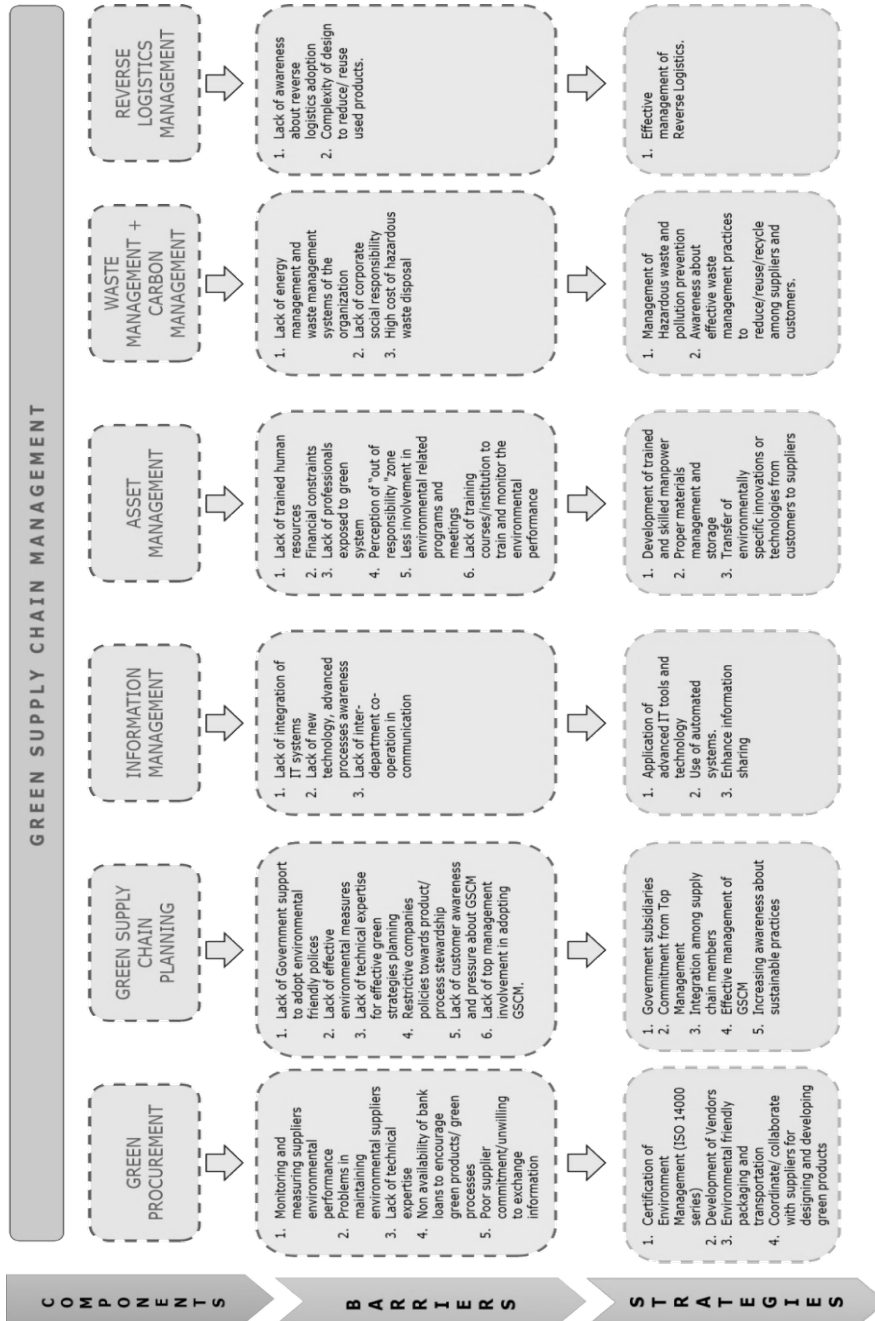 GREEN SUPPLY CHAIN MANAGEMENT
COMPONENTS
GREEN
PROCUREMENT
GREEN SUPPLY
CHAIN
PLANNING
INFORMATION
MANAGEMENT
ASSET
MANAGEMENT
WASTE
MANAGEMENT +
CARBON
MANAGEMENT
REVERSE
LOGISTICS
MANAGEMENT
BARRIERS
1. Monitoring and
measuring suppliers
environmental
performance
2. Problems in
maintaining
environmental suppliers
3. Lack of technical
expertise
4. Non availability of bank
loans to encourage
green products/ green
processes
5. Poor supplier
commitment/unwilling
to exchange
information
1. Lack of Government support
to adopt environmental
friendly polices
2. Lack of effective
environmental measures
3. Lack of technical expertise
for effective green
strategies planning
4. Restrictive companies
policies towards product/
process stewardship
5. Lack of customer awareness
and pressure about GSCM
6. Lack of top management
involvement in adopting
GSCM.
1. Lack of integration of
IT systems
2. Lack of new
technology, advanced
processes awareness
3. Lack of inter-
department co-
operation in
communication
1. Lack of trained human
resources
2. Financial constraints
3. Lack of professionals
exposed to green
system
4. Perception of “out of
responsibility “zone
5. Less involvement in
environmental related
programs and
meetings
6. Lack of training
courses/institution to
train and monitor the
environmental
performance
1. Lack of energy
management and
waste management
systems of the
organization
2. Lack of corporate
social responsibility
3. High cost of hazardous
waste disposal
1. Lack of awareness
about reverse
logistics adoption
2. Complexity of design
to reduce/ reuse
used products.
STRATEGIES
1. Certification of
Environment
Management (ISO 14000
series)
2. Development of Vendors
3. Environmental friendly
packaging and
transportation
4. Coordinate/ collaborate
with suppliers for
designing and developing
green products
1. Government subsidiaries
2. Commitment from Top
Management
3. Integration among supply
chain members
4. Effective management of
GSCM
5. Increasing awareness about
sustainable practices
1. Application of
advanced IT tools and
technology
2. Use of automated
systems.
3. Enhance information
sharing
1. Development of trained
and skilled manpower
2. Proper materials
management and
storage
3. Transfer of
environmentally
specific innovations or
technologies from
customers to suppliers
1. Management of
Hazardous waste and
pollution prevention
2. Awareness about
effective waste
management practices
to
reduce/reuse/recycle
among suppliers and
customers.
1. Effective
management of
Reverse Logistics.